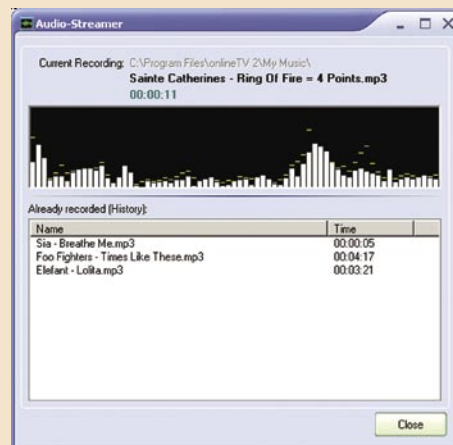 Audio-Streamer
Current Recording: C:\Program Files\onlineTV 2\My Music\
Sainte Catherines - Ring Of Fire = 4 Points.mp3
00:00:11
Already recorded (History):
Name Time
Sia - Breathe Me.mp3 00:00:05
Foo Fighters - Times Like These.mp3 00:04:17
Elefant - Lolita.mp3 00:03:21
Close